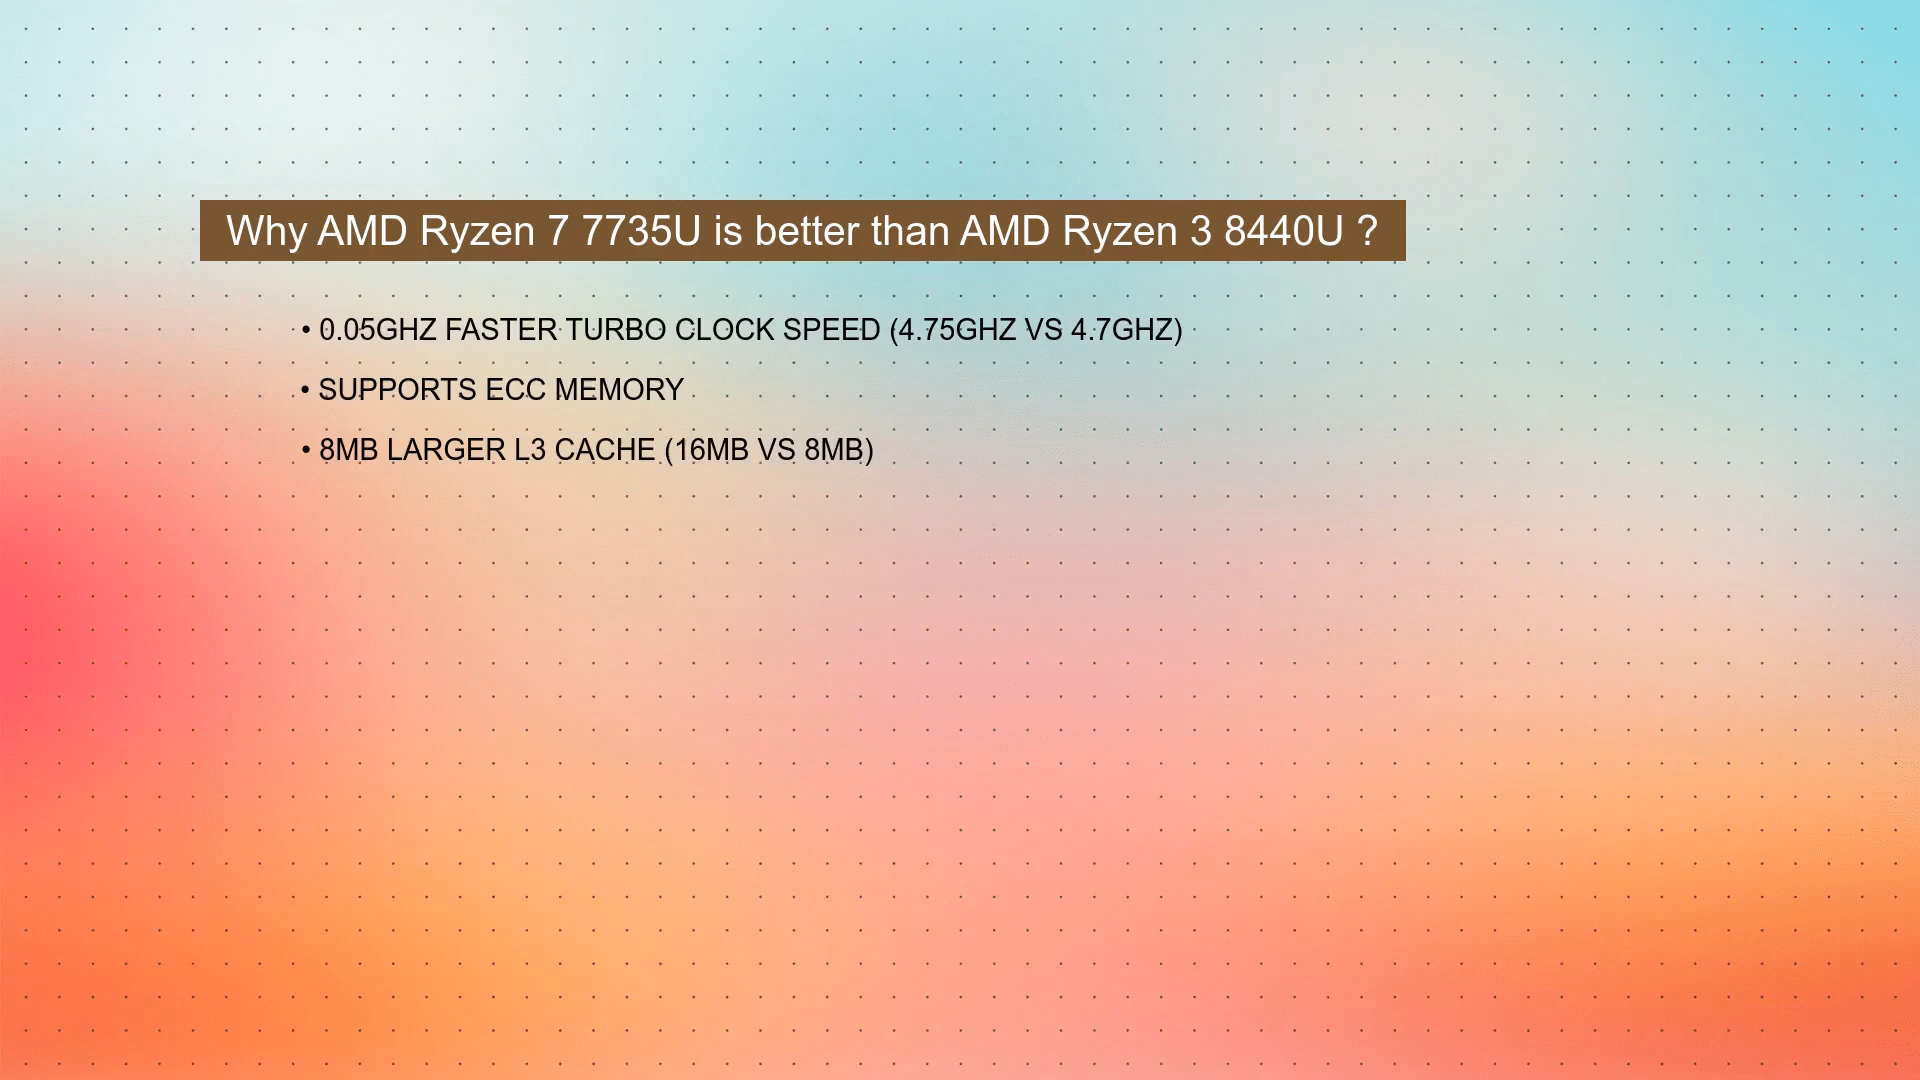 Why AMD Ryzen 7 7735U is better than AMD Ryzen 3 8440U ?
• 0.05GHZ FASTER TURBO CLOCK SPEED (4.75GHZ VS 4.7GHZ)
• SUPPORTS ECC MEMORY
• 8MB LARGER L3 CACHE (16MB VS 8MB)